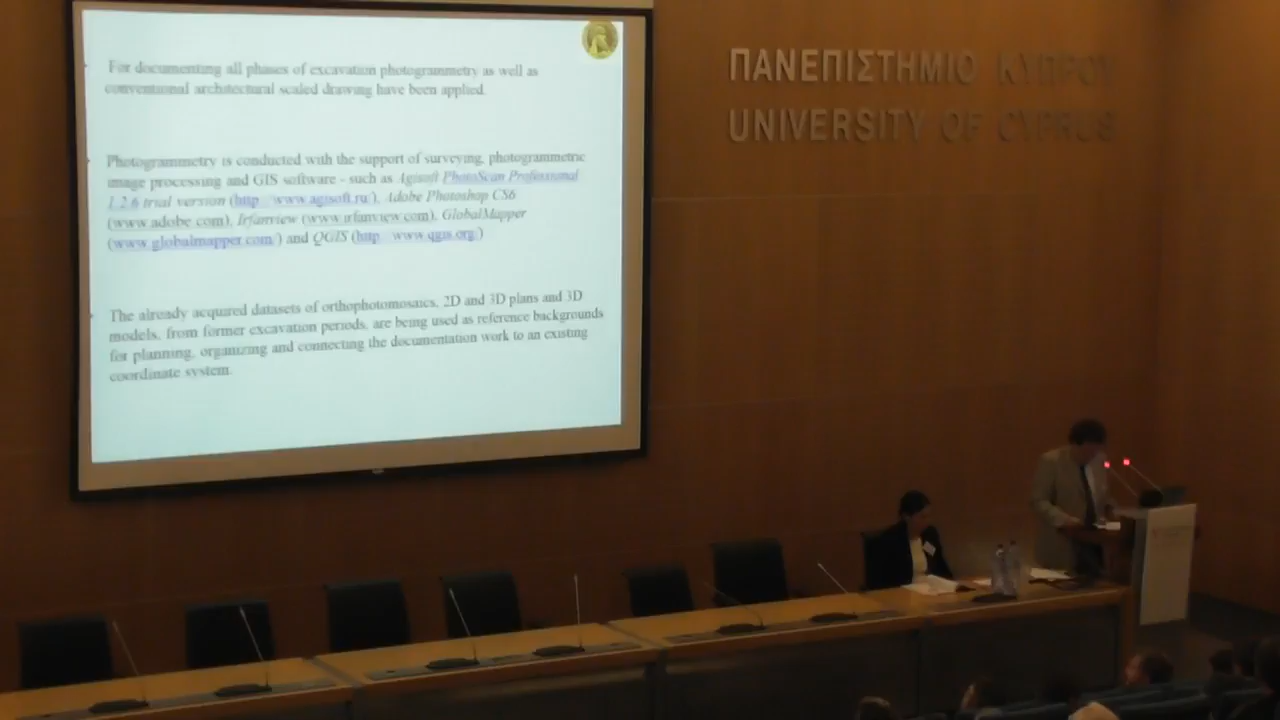 For documenting all phases of excavation photogrammetry as well as
conventional architectural scaled drawing have been applied.
Photogrammetry is conducted with the support of surveying, photogrammetric
image processing and GIS software - such as Agisoft PhotoScan Professional
1.2.6 trial version (http://www.agisoft.ru/), Adobe Photoshop CS6
(www.adobe.com), Irfanview (www.irfanview.com), GlobalMapper
(www.globalmapper.com/) and QGIS (http://www.qgis.org/)
The already acquared datasets of orthophotomosaics, 2D and 3D plans and 3D
models, from former excavation periods, are being used as reference backgrounds
for planning, organizing and connecting the documentation work to an existing
coordinate system.
ΠΑΝΕΠΙΣΤΗΜΙΟ ΚΥΠΡΟΥ
UNIVERSITY OF CYPRUS